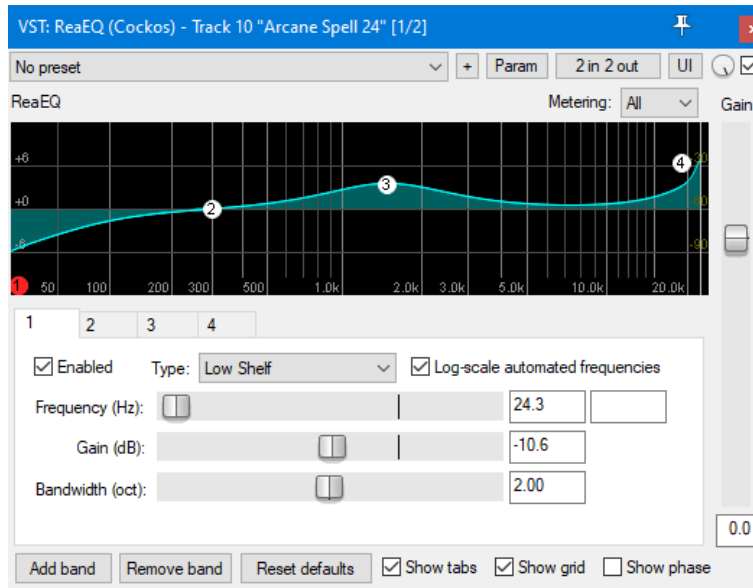 VST: ReaEQ (Cockos) - Track 10 "Arcane Spell 24" [1/2]
No preset + Param 2 in 2 out UI
ReaEQ Metering: All Gain
+6 -30
4
3
+0 2 -60
-6 -90
1 50 100 200 300 500 1.0k 2.0k 3.0k 5.0k 10.0k 20.0k
1 2 3 4
Enabled Type: Low Shelf Log-scale automated frequencies
Frequency (Hz): 24.3
Gain (dB): -10.6
Bandwidth (oct): 2.00
0.0
Add band Remove band Reset defaults Show tabs Show grid Show phase